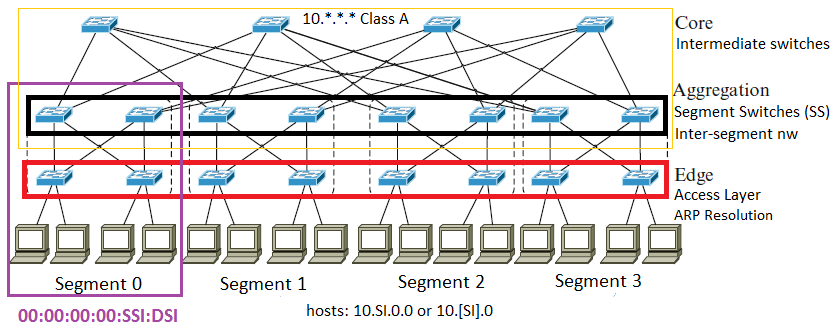 10.*.*.* Class A
Core
Intermediate switches
Aggregation
Segment Switches (SS)
Inter-segment nw
Edge
Access Layer
ARP Resolution
Segment 0
Segment 1
Segment 2
Segment 3
00:00:00:00:SSI:DSI
hosts: 10.SI.0.0 or 10.[SI].0